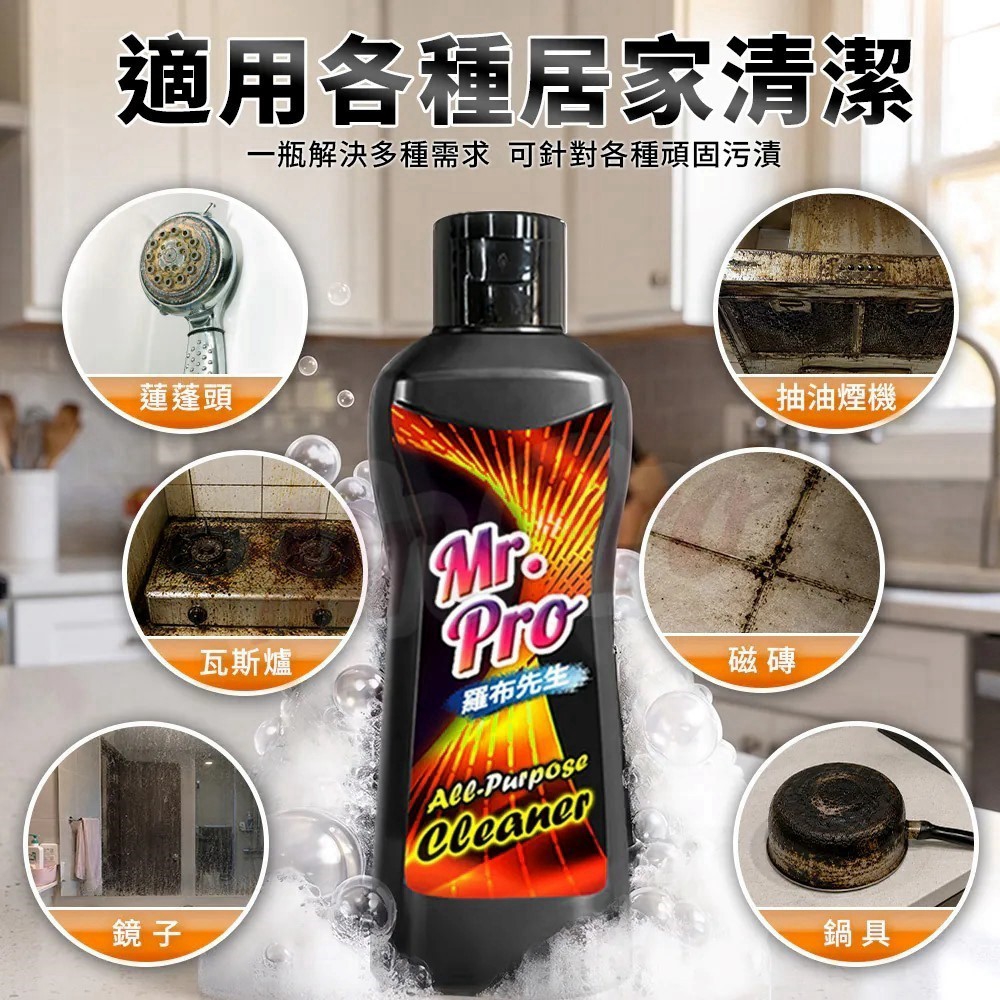 適用各種居家清潔
一瓶解決多種需求 可針對各種頑固污漬
蓮蓬頭
抽油煙機
瓦斯爐
磁磚
鏡子
鍋具
Mr.
Pro
羅布先生
All-Purpose
Cleaner